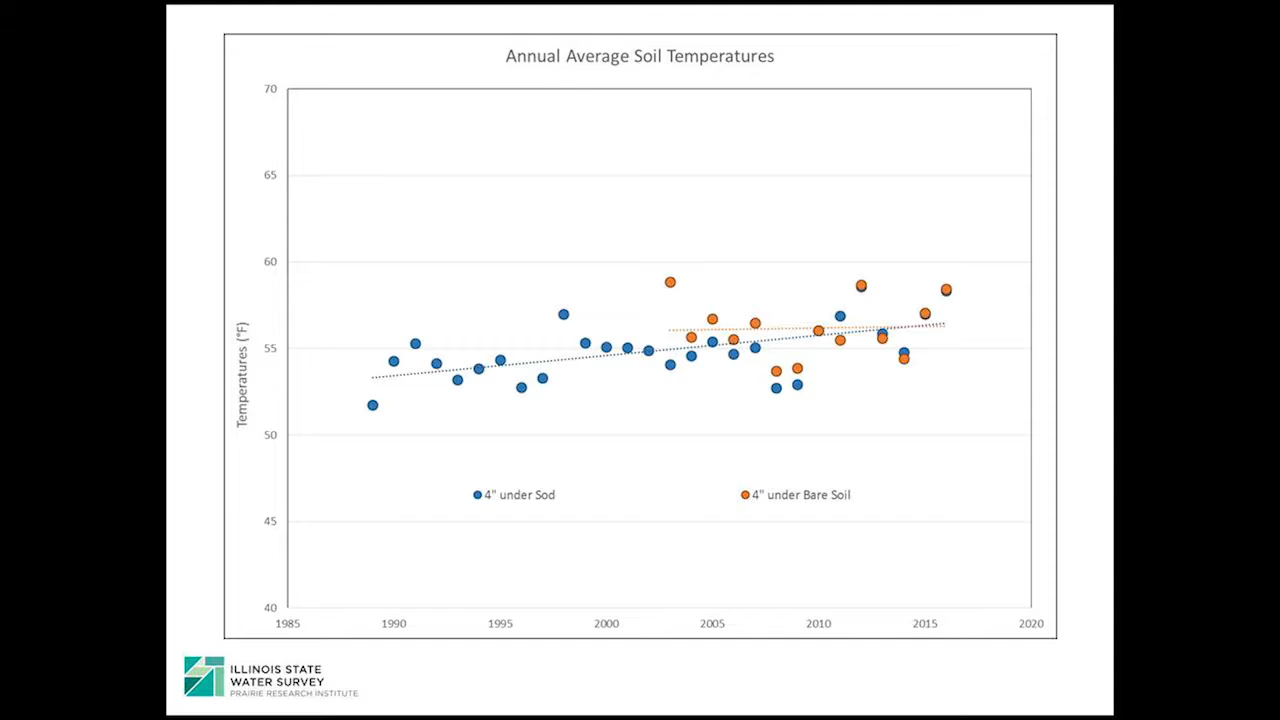 Annual Average Soil Temperatures
70
65
60
55
50
45
40
Temperatures (°F)
4" under Sod
4" under Bare Soil
1985
1990
1995
2000
2005
2010
2015
2020
ILLINOIS STATE
WATER SURVEY
PRAIRIE RESEARCH INSTITUTE